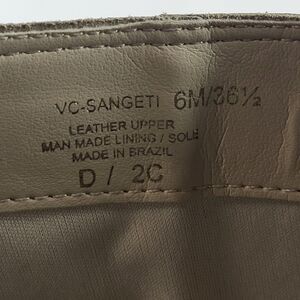 VC-SANGETI 6M/36½
LEATHER UPPER
MAN MADE LINING / SOLE
MADE IN BRAZIL
D / 2C